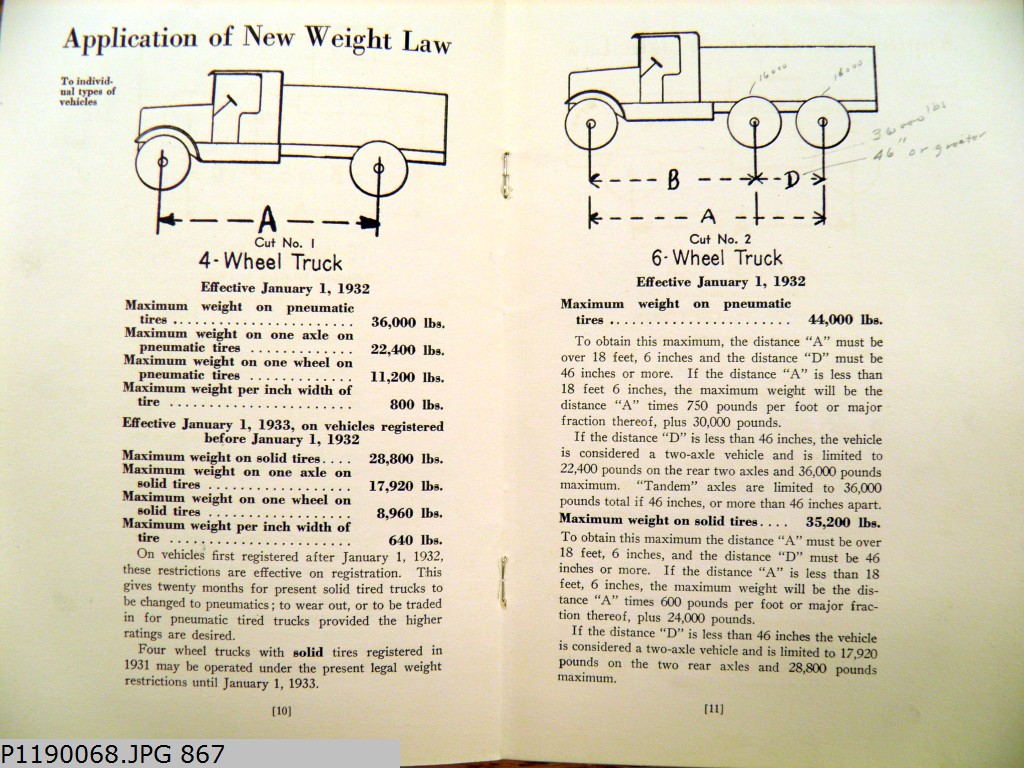 Application of New Weight Law
To individ-
ual types of
vehicles
A
Cut No. 1
4-Wheel Truck
Effective January 1, 1932
Maximum weight on pneumatic
tires ....................... 36,000 lbs.
Maximum weight on one axle on
pneumatic tires ............. 22,400 lbs.
Maximum weight on one wheel on
pneumatic tires ............. 11,200 lbs.
Maximum weight per inch width of
tire ....................... 800 lbs.
Effective January 1, 1933, on vehicles registered
before January 1, 1932
Maximum weight on solid tires.... 28,800 lbs.
Maximum weight on one axle on
solid tires .................. 17,920 lbs.
Maximum weight on one wheel on
solid tires .................. 8,960 lbs.
Maximum weight per inch width of
tire ....................... 640 lbs.
On vehicles first registered after January 1, 1932,
these restrictions are effective on registration. This
gives twenty months for present solid tired trucks to
be changed to pneumatics; to wear out, or to be traded
in for pneumatic tired trucks provided the higher
ratings are desired.
Four wheel trucks with solid tires registered in
1931 may be operated under the present legal weight
restrictions until January 1, 1933.
[10]
16000 18000
36000 lbs
46" or greater
B D
A
Cut No. 2
6-Wheel Truck
Effective January 1, 1932
Maximum weight on pneumatic
tires ....................... 44,000 lbs.
To obtain this maximum, the distance "A" must be
over 18 feet, 6 inches and the distance "D" must be
46 inches or more. If the distance "A" is less than
18 feet 6 inches, the maximum weight will be the
distance "A" times 750 pounds per foot or major
fraction thereof, plus 30,000 pounds.
If the distance "D" is less than 46 inches, the vehicle
is considered a two-axle vehicle and is limited to
22,400 pounds on the rear two axles and 36,000 pounds
maximum. "Tandem" axles are limited to 36,000
pounds total if 46 inches, or more than 46 inches apart.
Maximum weight on solid tires.... 35,200 lbs.
To obtain this maximum the distance "A" must be over
18 feet, 6 inches, and the distance "D" must be 46
inches or more. If the distance "A" is less than 18
feet, 6 inches, the maximum weight will be the dis-
tance "A" times 600 pounds per foot or major frac-
tion thereof, plus 24,000 pounds.
If the distance "D" is less than 46 inches the vehicle
is considered a two-axle vehicle and is limited to 17,920
pounds on the two rear axles and 28,800 pounds
maximum.
[11]
P1190068.JPG 867